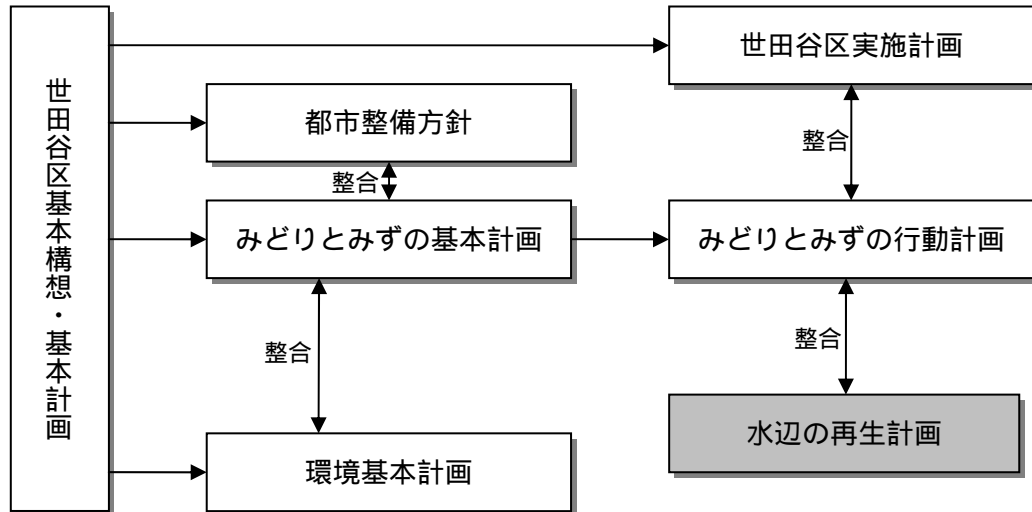 世田谷区基本構想・基本計画
世田谷区実施計画
都市整備方針
整合
整合
みどりとみずの基本計画
みどりとみずの行動計画
整合
整合
水辺の再生計画
環境基本計画